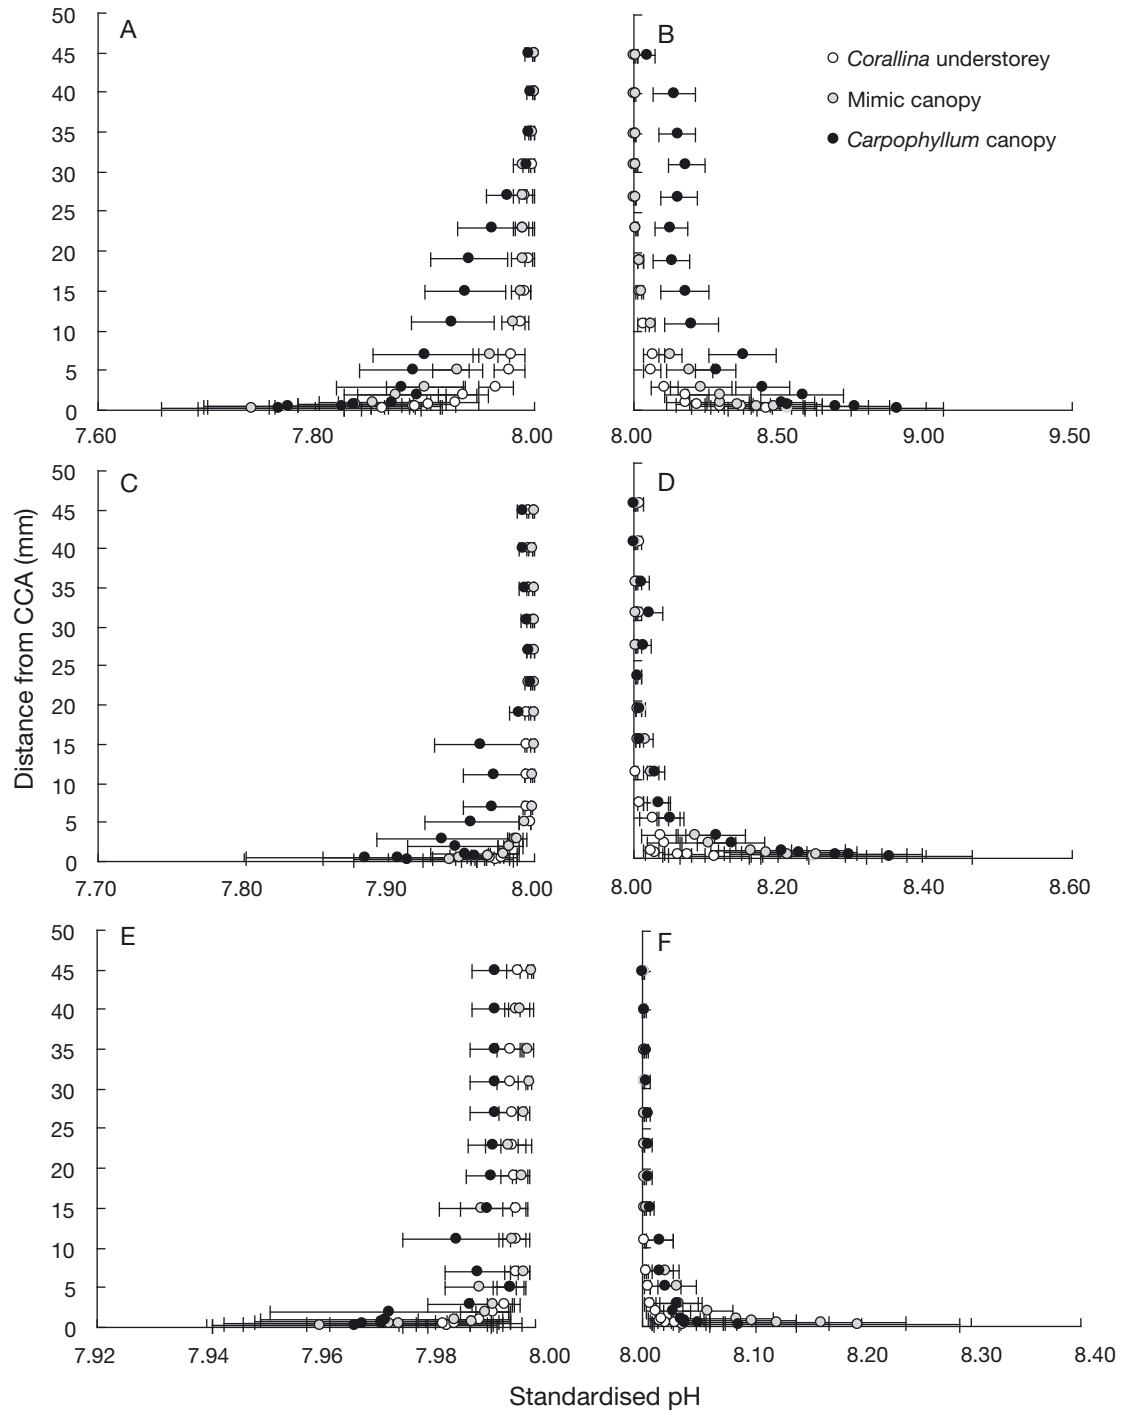 A
B
50
45
40
35
30
25
20
15
10
5
0
Corallina understorey
Mimic canopy
Carpophyllum canopy
7.60 7.80 8.00 8.00 8.50 9.00 9.50
C
D
50
45
40
35
30
25
20
15
10
5
0
7.70 7.80 7.90 8.00 8.00 8.20 8.40 8.60
Distance from CCA (mm)
E
F
50
45
40
35
30
25
20
15
10
5
0
7.92 7.94 7.96 7.98 8.00 8.00 8.10 8.20 8.30 8.40
Standardised pH